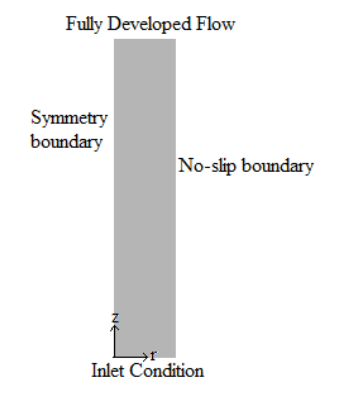 Fully Developed Flow
Symmetry
boundary
No-slip boundary
z
r
Inlet Condition